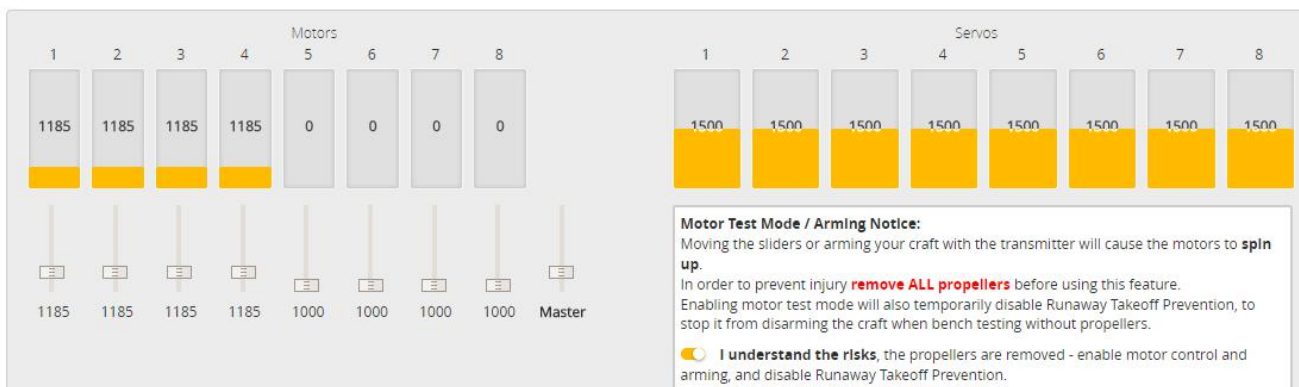 Motors
1 2 3 4 5 6 7 8
1185 1185 1185 1185 0 0 0 0
1185 1185 1185 1185 1000 1000 1000 1000 Master
Servos
1 2 3 4 5 6 7 8
1500 1500 1500 1500 1500 1500 1500 1500
Motor Test Mode / Arming Notice:
Moving the sliders or arming your craft with the transmitter will cause the motors to spin
up.
In order to prevent injury remove ALL propellers before using this feature.
Enabling motor test mode will also temporarily disable Runaway Takeoff Prevention, to
stop it from disarming the craft when bench testing without propellers.
I understand the risks, the propellers are removed - enable motor control and
arming, and disable Runaway Takeoff Prevention.